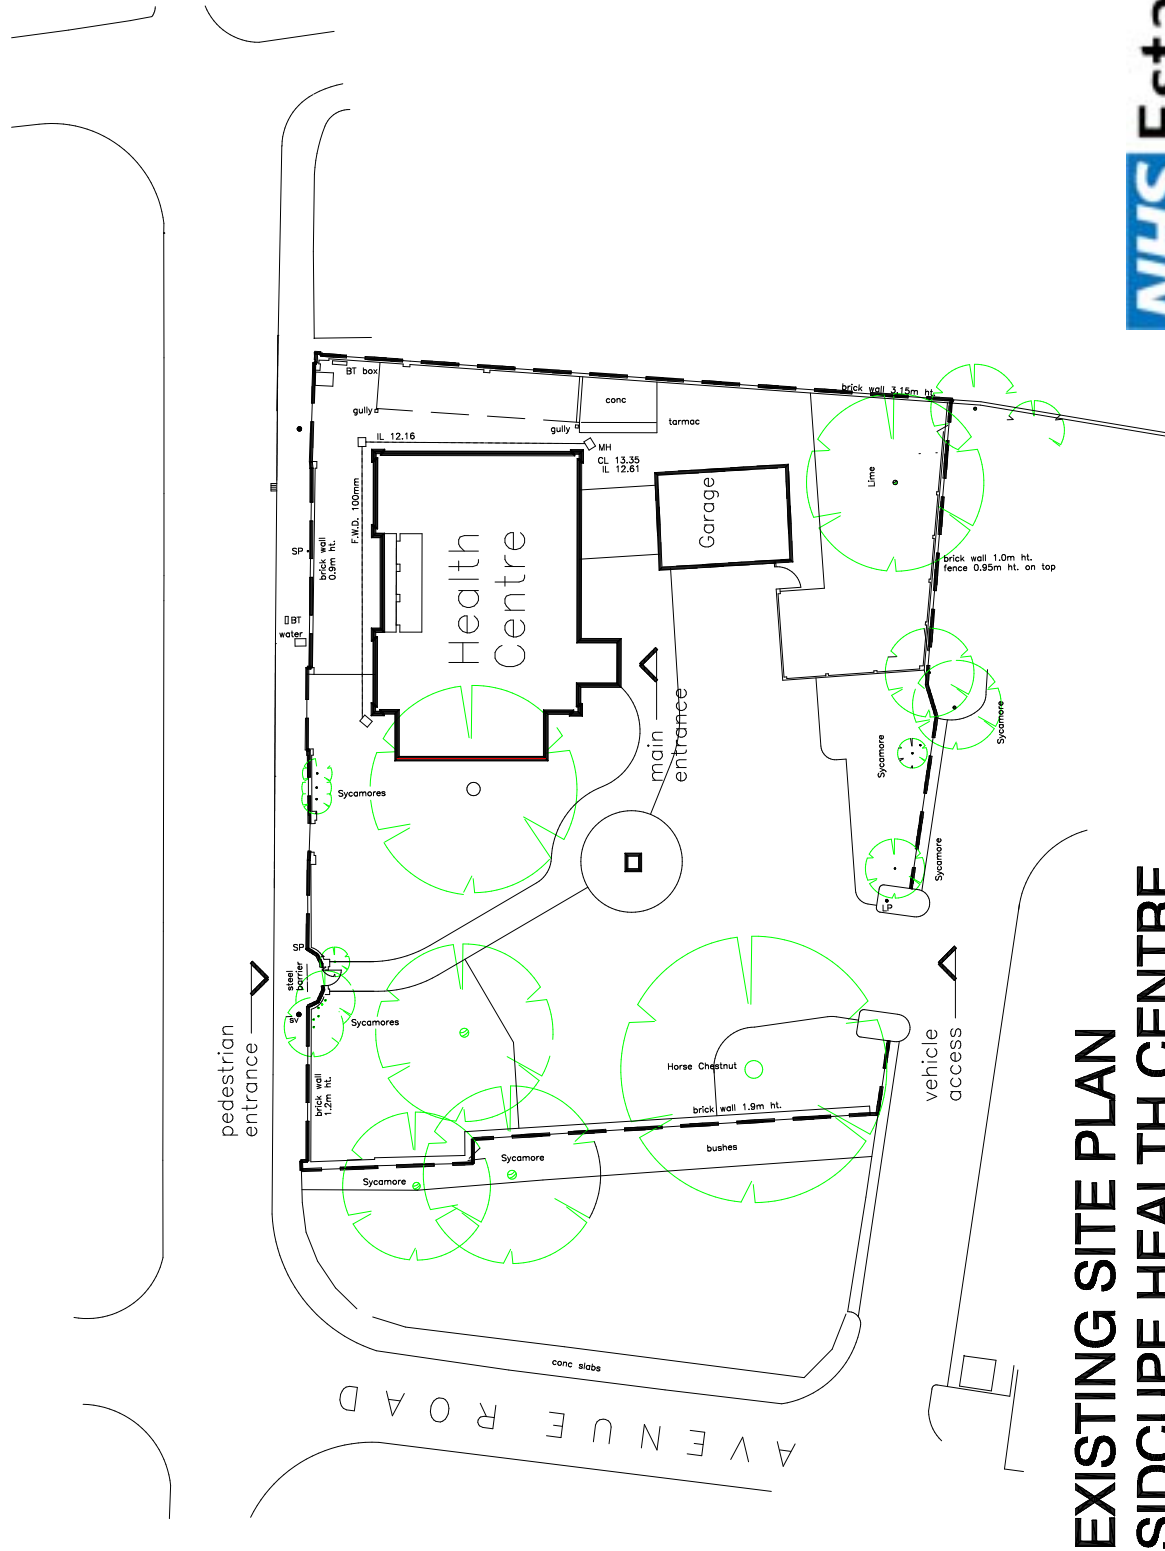 NHS
brick wall 3.15m ht.
BT box
conc
gully
gully
tarmac
IL 12.16
MH
CL 13.35
IL 12.61
Lime
Garage
F.W.D. 100mm
Health
Centre
SP
brick wall
0.9m ht.
brick wall 1.0m ht.
fence 0.95m ht. on top
BT
water
main
entrance
Sycamore
Sycamore
Sycamores
Sycamore
LP
SP
steel
barrier
sv
Sycamores
pedestrian
entrance
brick wall
1.2m ht.
Horse Chestnut
vehicle
access
brick wall 1.9m ht.
bushes
Sycamore
Sycamore
conc slabs
AVENUE ROAD
EXISTING SITE PLAN
HEALTH CENTRE